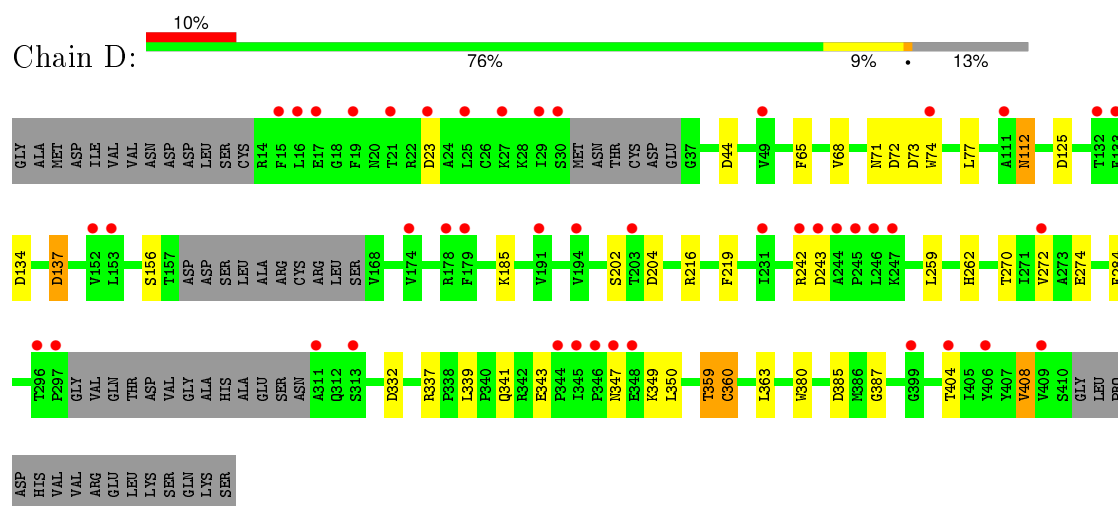 10%
Chain D:
76% 9% • 13%
GLY ALA MET ASP ILE VAL VAL ASN ASP ASP LEU SER CYS R14 F15 L16 E17 G18 F19 N20 T21 R22 D23 A24 L25 C26 K27 K28 I29 S30 MET ASN THR CYS ASP GLU G37 D44 V49 F65 V68 N71 D72 D73 W74 L77 A111 N112 D125 T132
D134 D137 V152 L153 S156 T157 ASP ASP SER LEU ALA ARG CYS ARG LEU SER V168 V174 R178 F179 K185 V191 V194 S202 T203 D204 R216 F219 I231 R242 D243 A244 P245 L246 K247 L259 H262 T270 I271 V272 A273 E274
T296 P297 GLY VAL GLN THR ASP VAL GLY ALA HIS ALA GLU SER ASN A311 Q312 S313 D332 R337 P338 L339 P340 Q341 R342 E343 P344 I345 P346 N347 E348 K349 L350 T359 C360 L363 W380 D385 M386 G387 G399 T404 I405 Y406 Y407 V408 V409 S410 GLY LEU PRO
ASP HIS VAL VAL ARG GLU LEU LYS SER GLN LYS SER